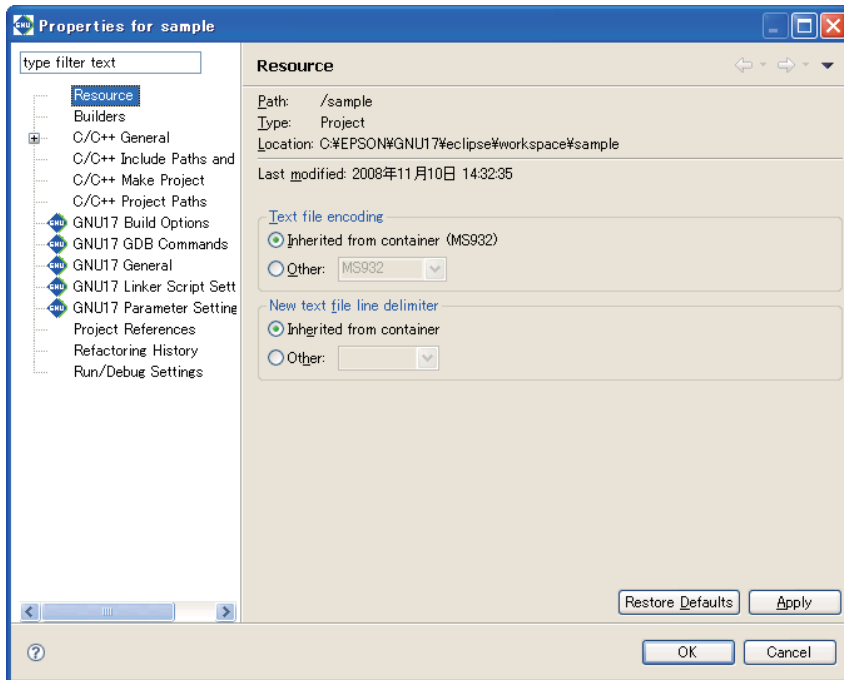 Properties for sample
type filter text
Resource
Builders
C/C++ General
C/C++ Include Paths and
C/C++ Make Project
C/C++ Project Paths
GNU17 Build Options
GNU17 GDB Commands
GNU17 General
GNU17 Linker Script Sett
GNU17 Parameter Setting
Project References
Refactoring History
Run/Debug Settings
Resource
Path: /sample
Type: Project
Location: C:¥EPSON¥GNU17¥eclipse¥workspace¥sample
Last modified: 2008年11月10日 14:32:35
Text file encoding
Inherited from container (MS932)
Other: MS932
New text file line delimiter
Inherited from container
Other:
Restore Defaults Apply
OK Cancel